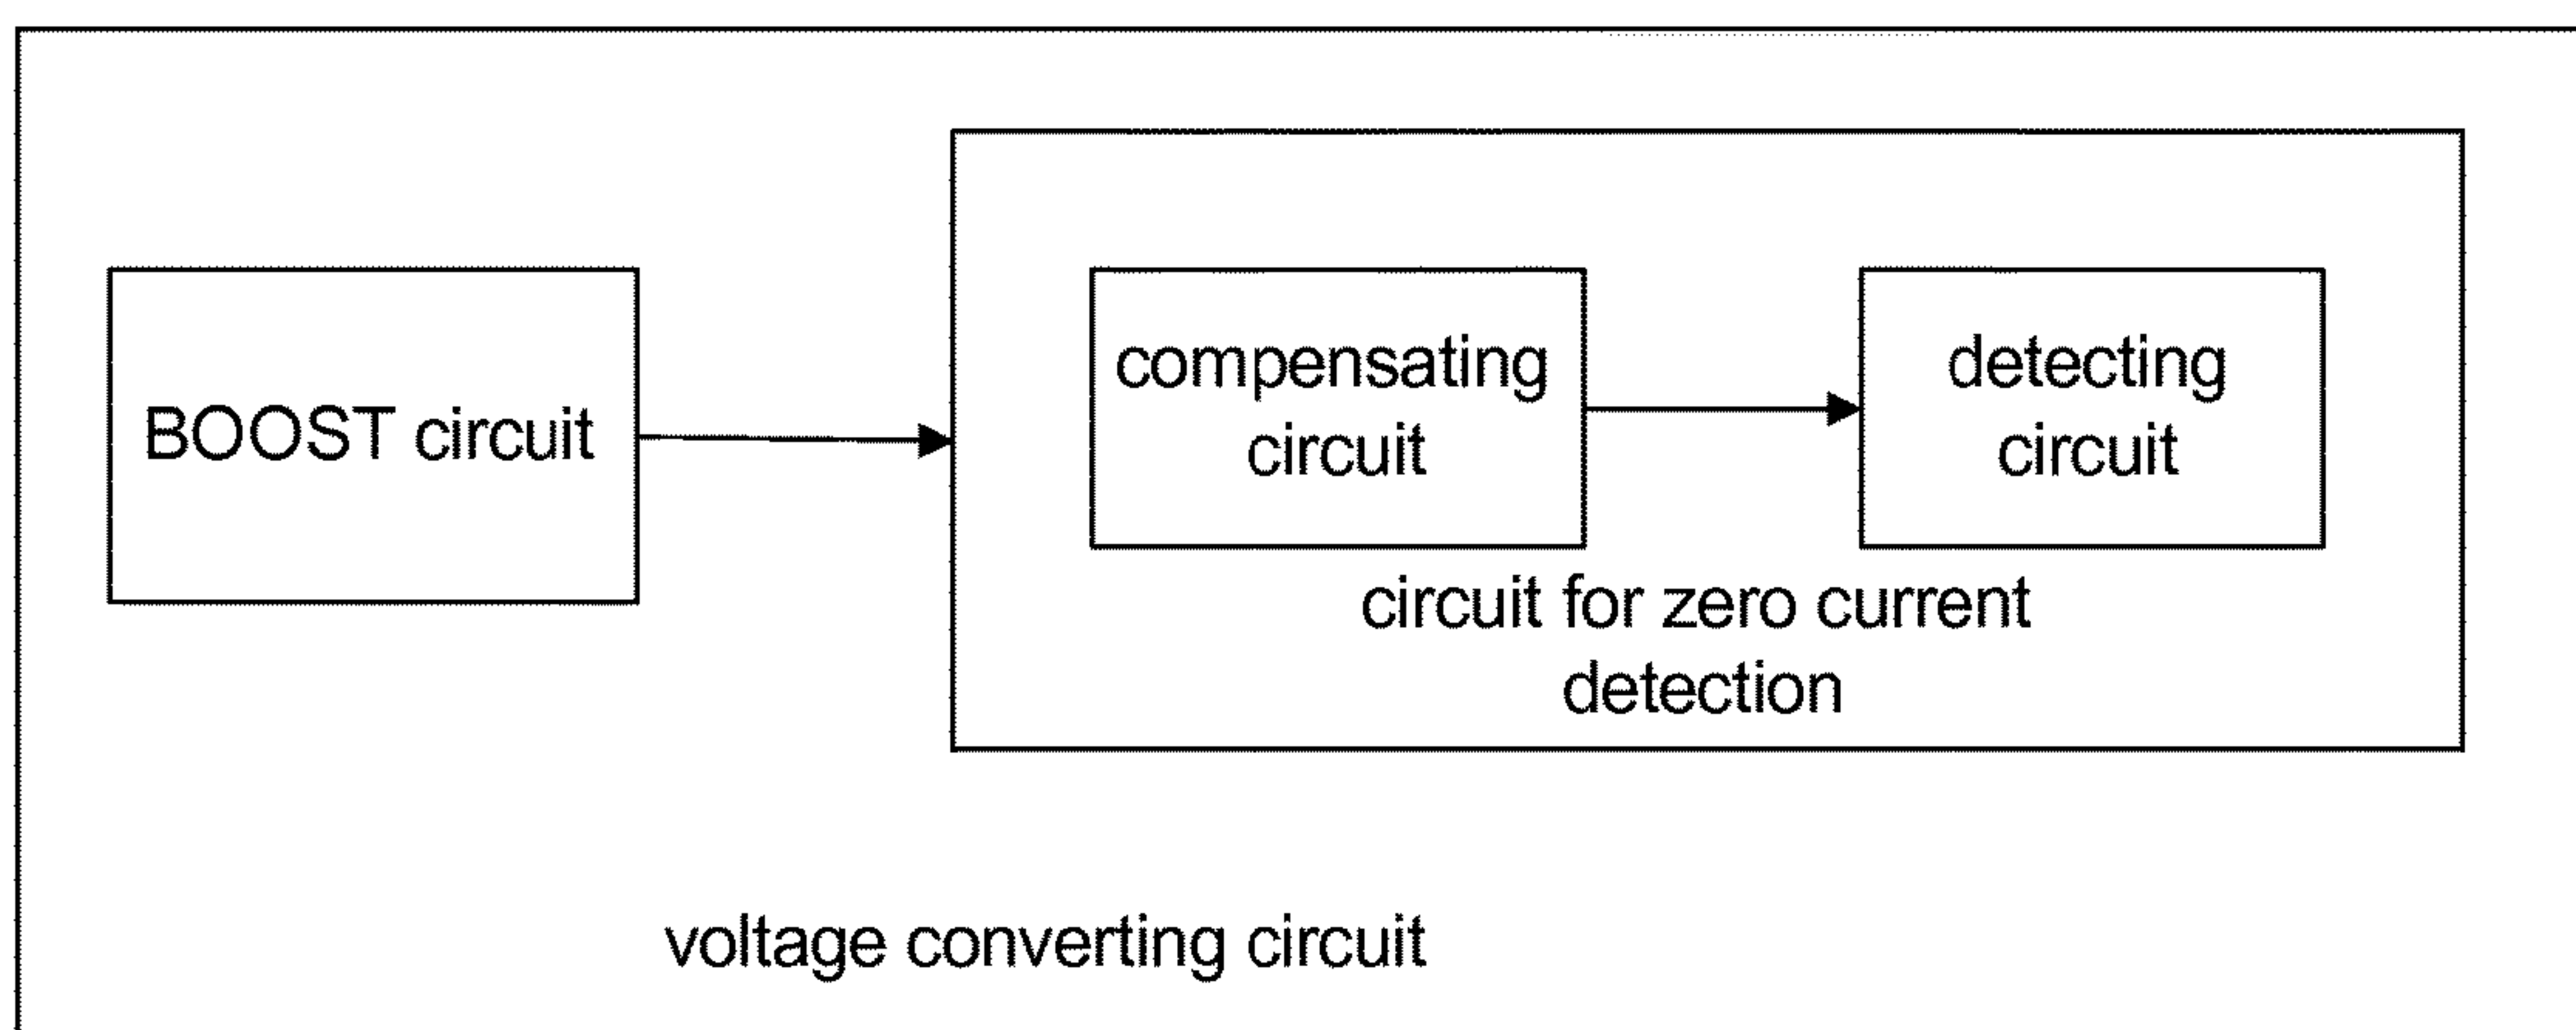 BOOST circuit
compensating
circuit
detecting
circuit
circuit for zero current
detection
voltage converting circuit